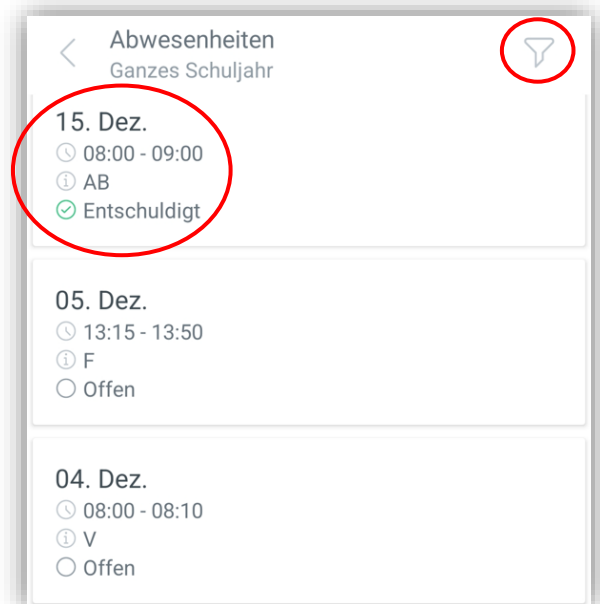 Abwesenheiten
Ganzes Schuljahr
15. Dez.
08:00 - 09:00
AB
Entschuldigt
05. Dez.
13:15 - 13:50
F
Offen
04. Dez.
08:00 - 08:10
V
Offen